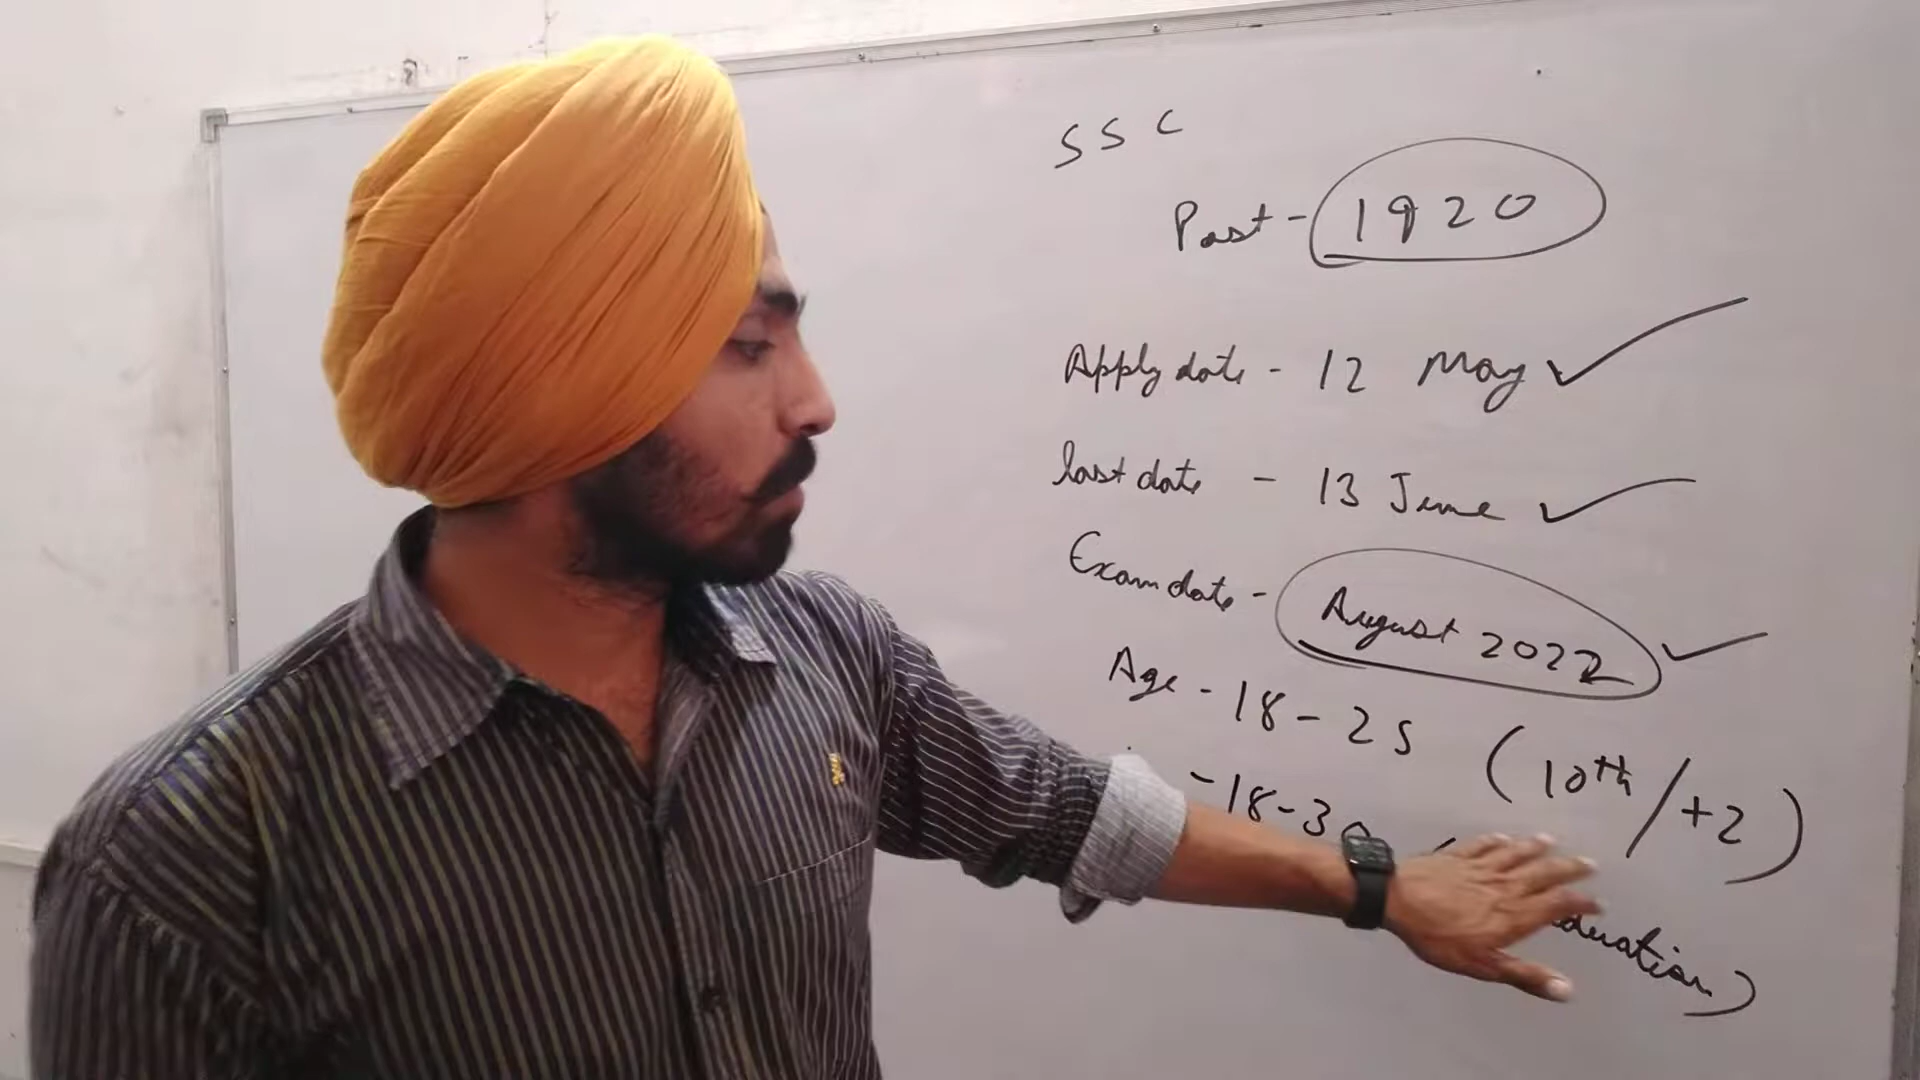 SSC
Post - 1920
Apply date - 12 May
last date - 13 June
Exam date - August 2022
Age - 18 - 25 (10th/+2)
- 18 - 30 (